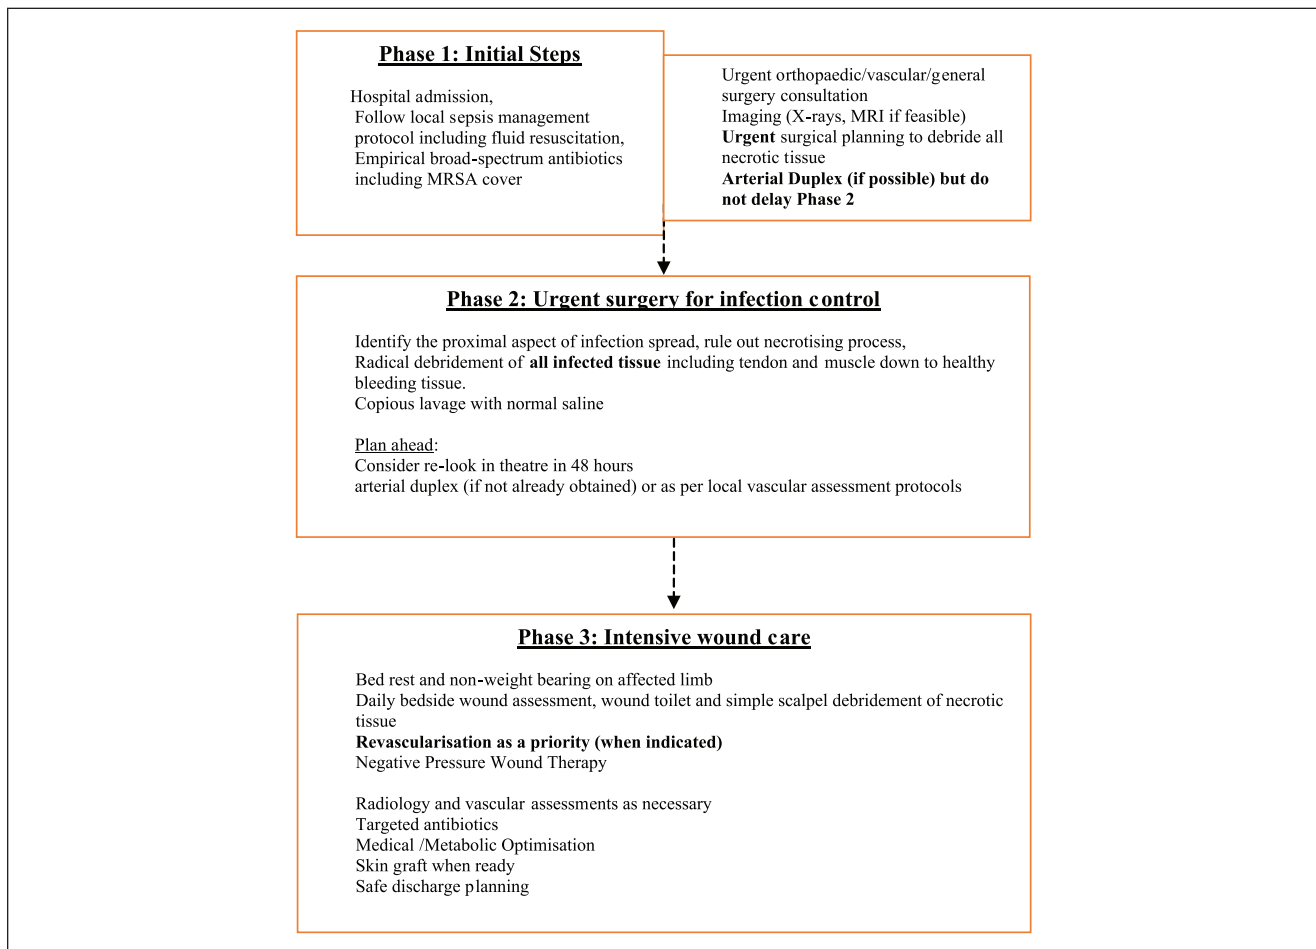 Phase 1: Initial Steps
Hospital admission,
Follow local sepsis management
protocol including fluid resuscitation,
Empirical broad-spectrum antibiotics
including MRSA cover
Urgent orthopaedic/vascular/general
surgery consultation
Imaging (X-rays, MRI if feasible)
Urgent surgical planning to debride all
necrotic tissue
Arterial Duplex (if possible) but do
not delay Phase 2
Phase 2: Urgent surgery for infection control
Identify the proximal aspect of infection spread, rule out necrotising process,
Radical debridement of all infected tissue including tendon and muscle down to healthy
bleeding tissue.
Copious lavage with normal saline
Plan ahead:
Consider re-look in theatre in 48 hours
arterial duplex (if not already obtained) or as per local vascular assessment protocols
Phase 3: Intensive wound care
Bed rest and non-weight bearing on affected limb
Daily bedside wound assessment, wound toilet and simple scalpel debridement of necrotic
tissue
Revascularisation as a priority (when indicated)
Negative Pressure Wound Therapy
Radiology and vascular assessments as necessary
Targeted antibiotics
Medical /Metabolic Optimisation
Skin graft when ready
Safe discharge planning